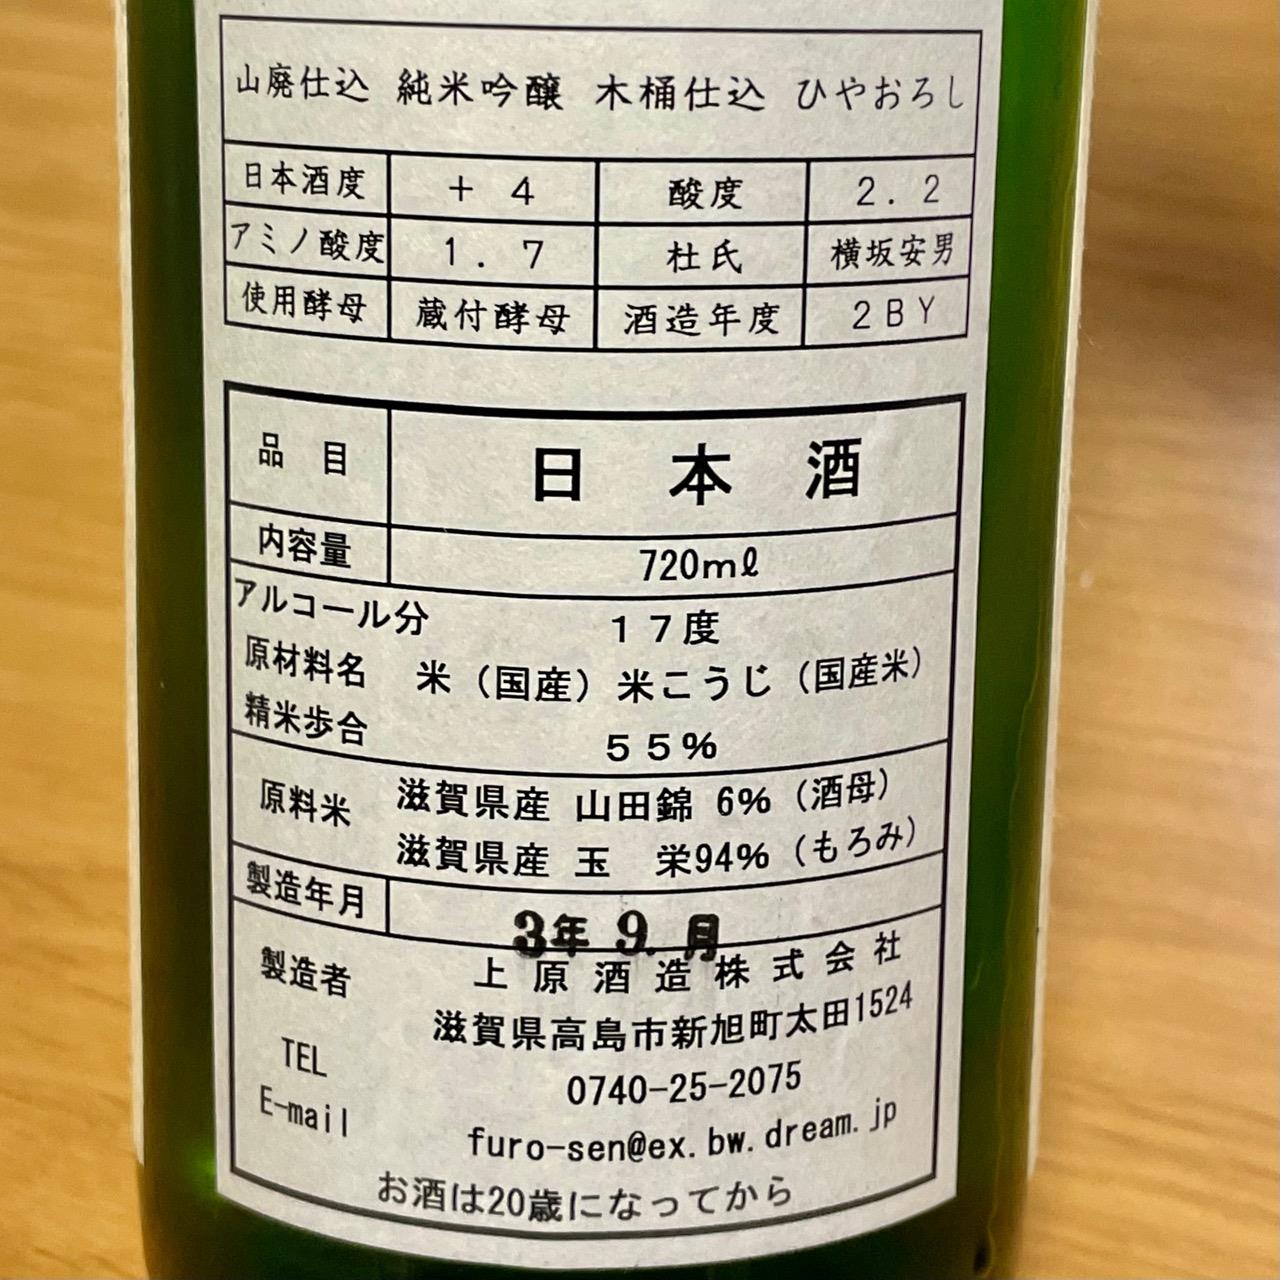 山廃仕込 純米吟醸 木桶仕込 ひやおろし
日本酒度 +4 酸度 2.2
アミノ酸度 1.7 杜氏 横坂安男
使用酵母 蔵付酵母 酒造年度 2BY
品目 日本酒
内容量 720mℓ
アルコール分 17度
原材料名 米（国産）米こうじ（国産米）
精米歩合 55%
原料米 滋賀県産 山田錦 6%（酒母）
滋賀県産 玉 栄94%（もろみ）
製造年月 3年 9.月
製造者 上原酒造株式会社
滋賀県高島市新旭町太田1524
TEL 0740-25-2075
E-mail furo-sen@ex.bw.dream.jp
お酒は20歳になってから